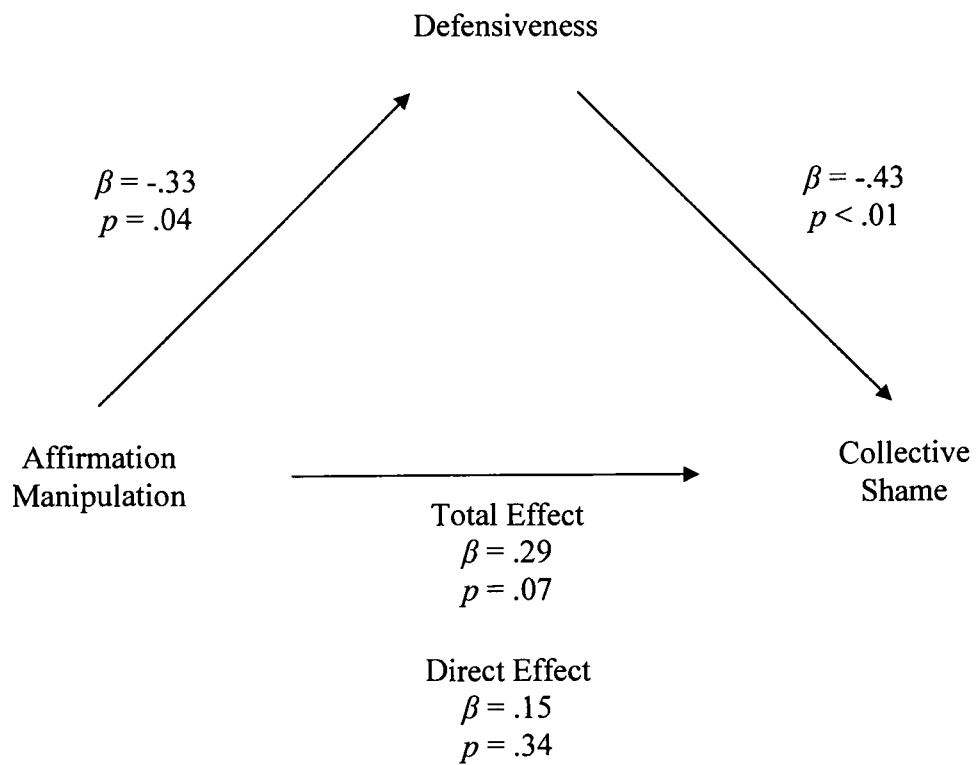 Defensiveness
β = -.33
p = .04
β = -.43
p < .01
Affirmation
Manipulation
Collective
Shame
Total Effect
β = .29
p = .07
Direct Effect
β = .15
p = .34